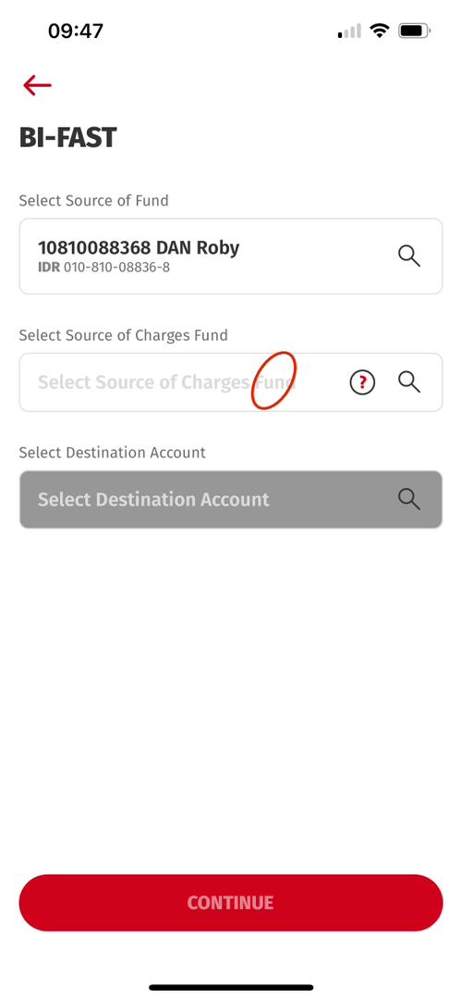 09:47
BI-FAST
Select Source of Fund
10810088368 DAN Roby
IDR 010-810-08836-8
Select Source of Charges Fund
Select Source of Charges Fund
?
Select Destination Account
Select Destination Account
CONTINUE